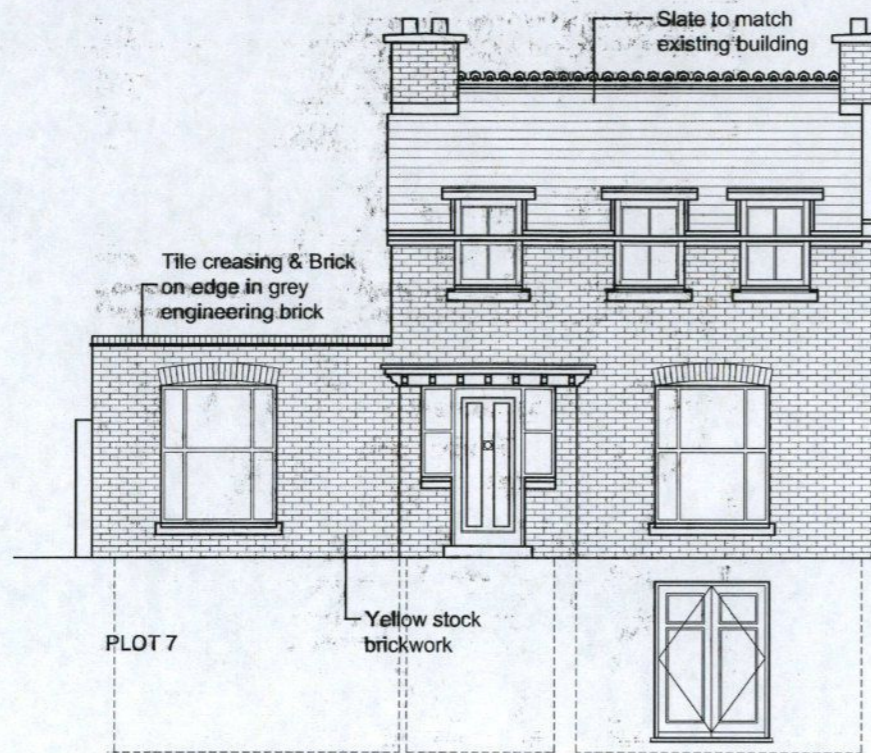 Slate to match
existing building
Tile creasing & Brick
on edge in grey
engineering brick
Yellow stock
brickwork
PLOT 7